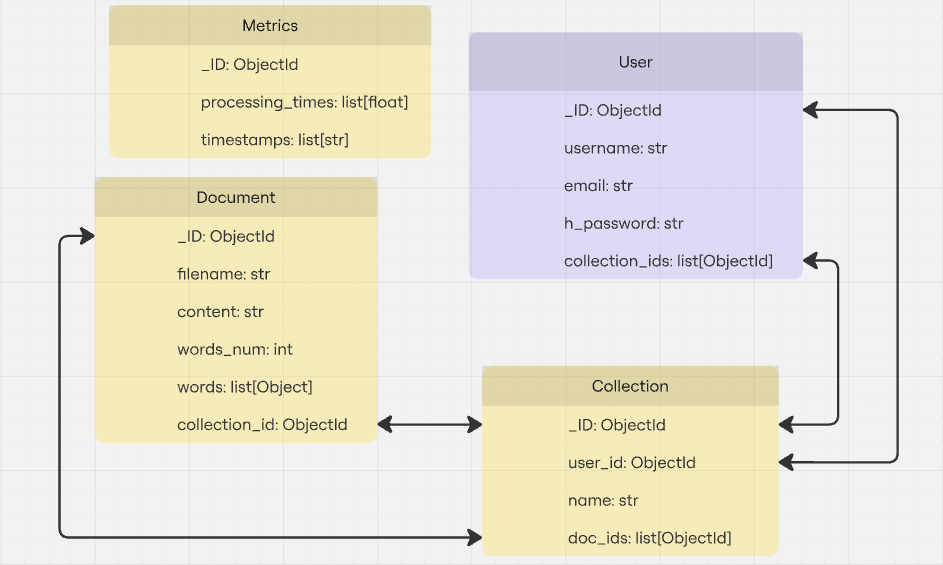 Metrics
_ID: ObjectId
processing_times: list[float]
timestamps: list[str]
User
_ID: ObjectId
username: str
email: str
h_password: str
collection_ids: list[ObjectId]
Document
_ID: ObjectId
filename: str
content: str
words_num: int
words: list[Object]
collection_id: ObjectId
Collection
_ID: ObjectId
user_id: ObjectId
name: str
doc_ids: list[ObjectId]